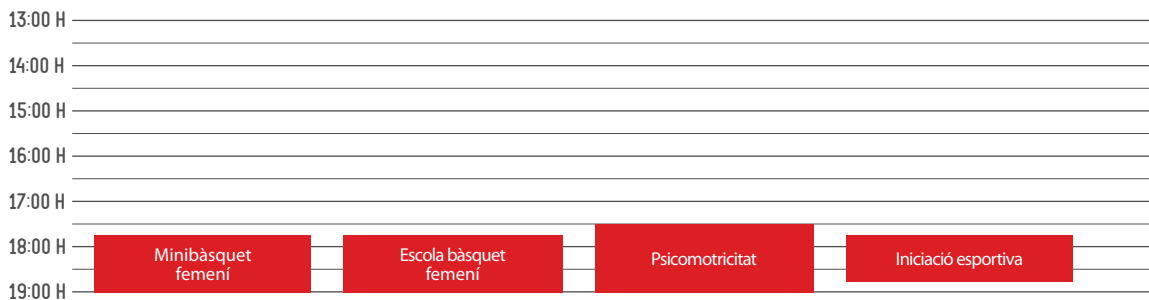 13:00 H
14:00 H
15:00 H
16:00 H
17:00 H
18:00 H
19:00 H
Minibàsquet
femení
Escola bàsquet
femení
Psicomotricitat
Iniciació esportiva